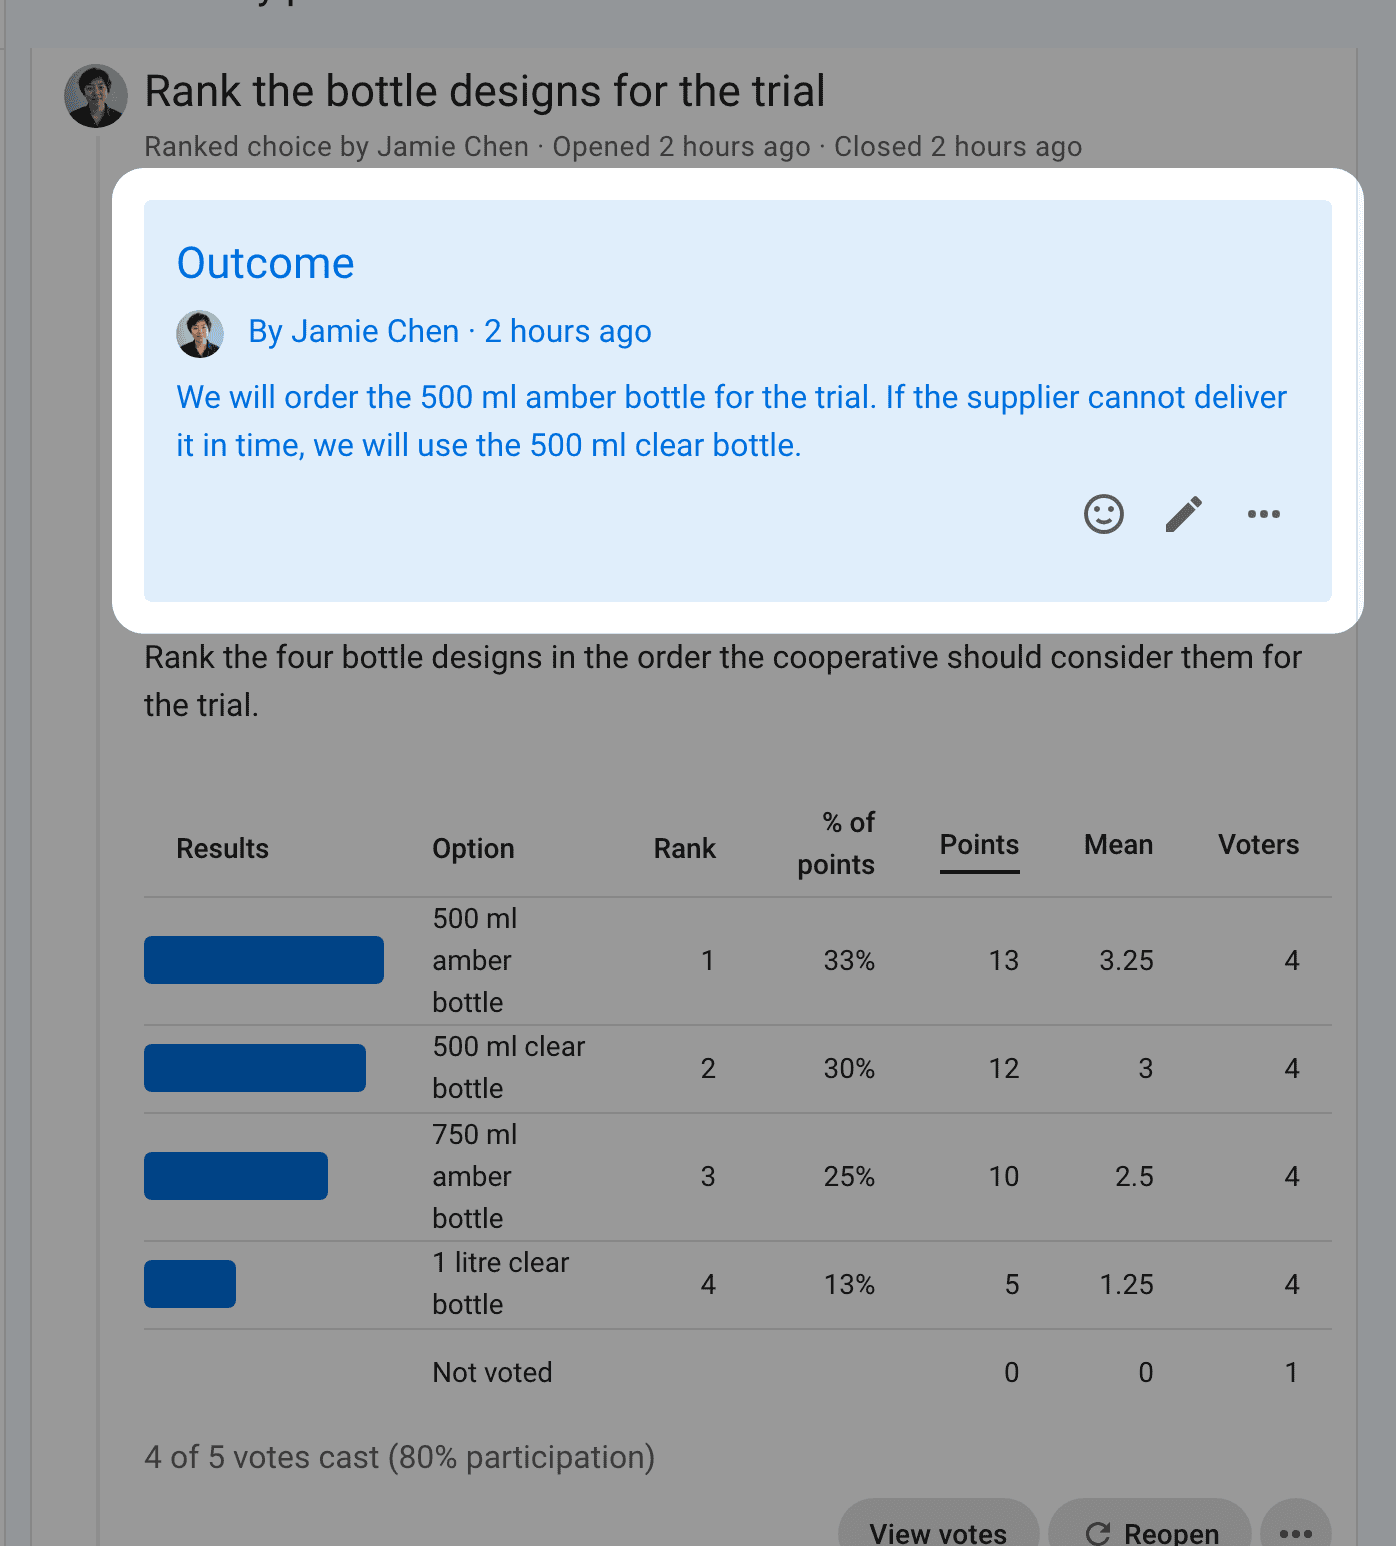 Rank the bottle designs for the trial
Ranked choice by Jamie Chen · Opened 2 hours ago · Closed 2 hours ago
Outcome
By Jamie Chen · 2 hours ago
We will order the 500 ml amber bottle for the trial. If the supplier cannot deliver
it in time, we will use the 500 ml clear bottle.
Rank the four bottle designs in the order the cooperative should consider them for
the trial.
Results Option Rank % of points Points Mean Voters
500 ml amber bottle 1 33% 13 3.25 4
500 ml clear bottle 2 30% 12 3 4
750 ml amber bottle 3 25% 10 2.5 4
1 litre clear bottle 4 13% 5 1.25 4
Not voted 0 0 1
4 of 5 votes cast (80% participation)
View votes Reopen